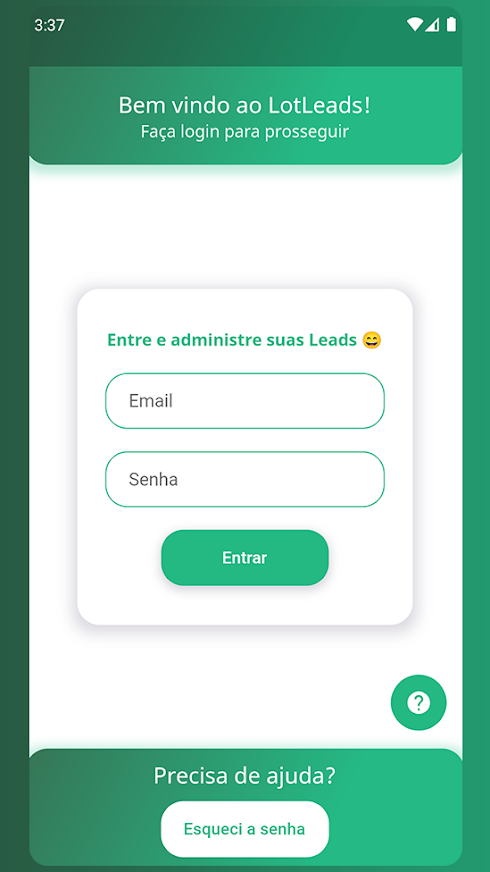 3:37
Bem vindo ao LotLeads!
Faça login para prosseguir
Entre e administre suas Leads 😄
Email
Senha
Entrar
?
Precisa de ajuda?
Esqueci a senha